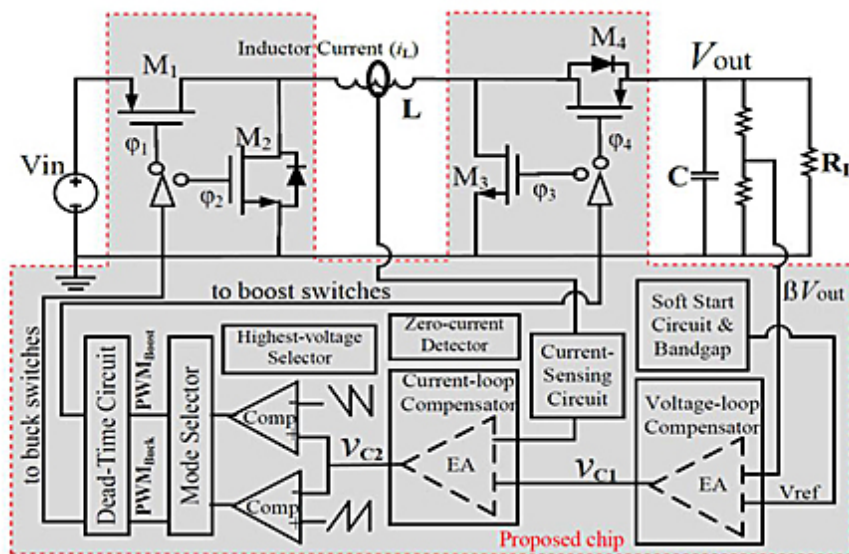 Inductor Current (iL)
M1
L
M4
Vout
Vin
φ1
M2
φ2
M3
φ3
φ4
C
to boost switches
ßVout
to buck switches
Dead-Time Circuit
PWMBoost
PWMBuck
Mode Selector
Highest-voltage
Selector
Zero-current
Detector
Current-
Sensing
Circuit
Soft Start
Circuit &
Bandgap
Comp
+
Comp
+
vC2
Current-loop
Compensator
EA
vC1
Voltage-loop
Compensator
EA
Vref
Proposed chip